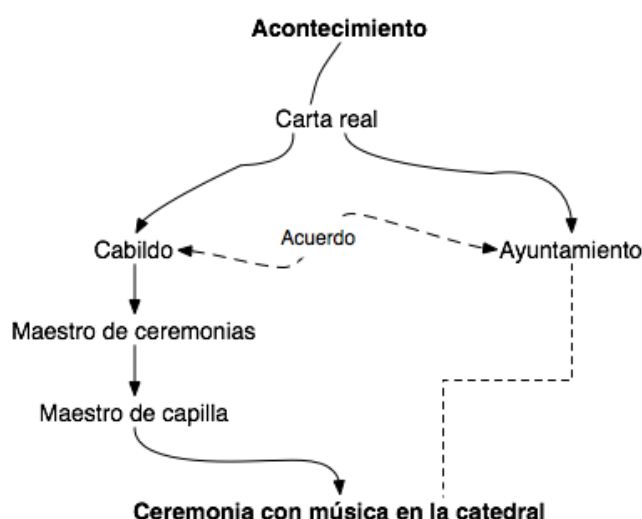 Acontecimiento
Carta real
Acuerdo
Cabildo
Ayuntamiento
Maestro de ceremonias
Maestro de capilla
Ceremonia con música en la catedral